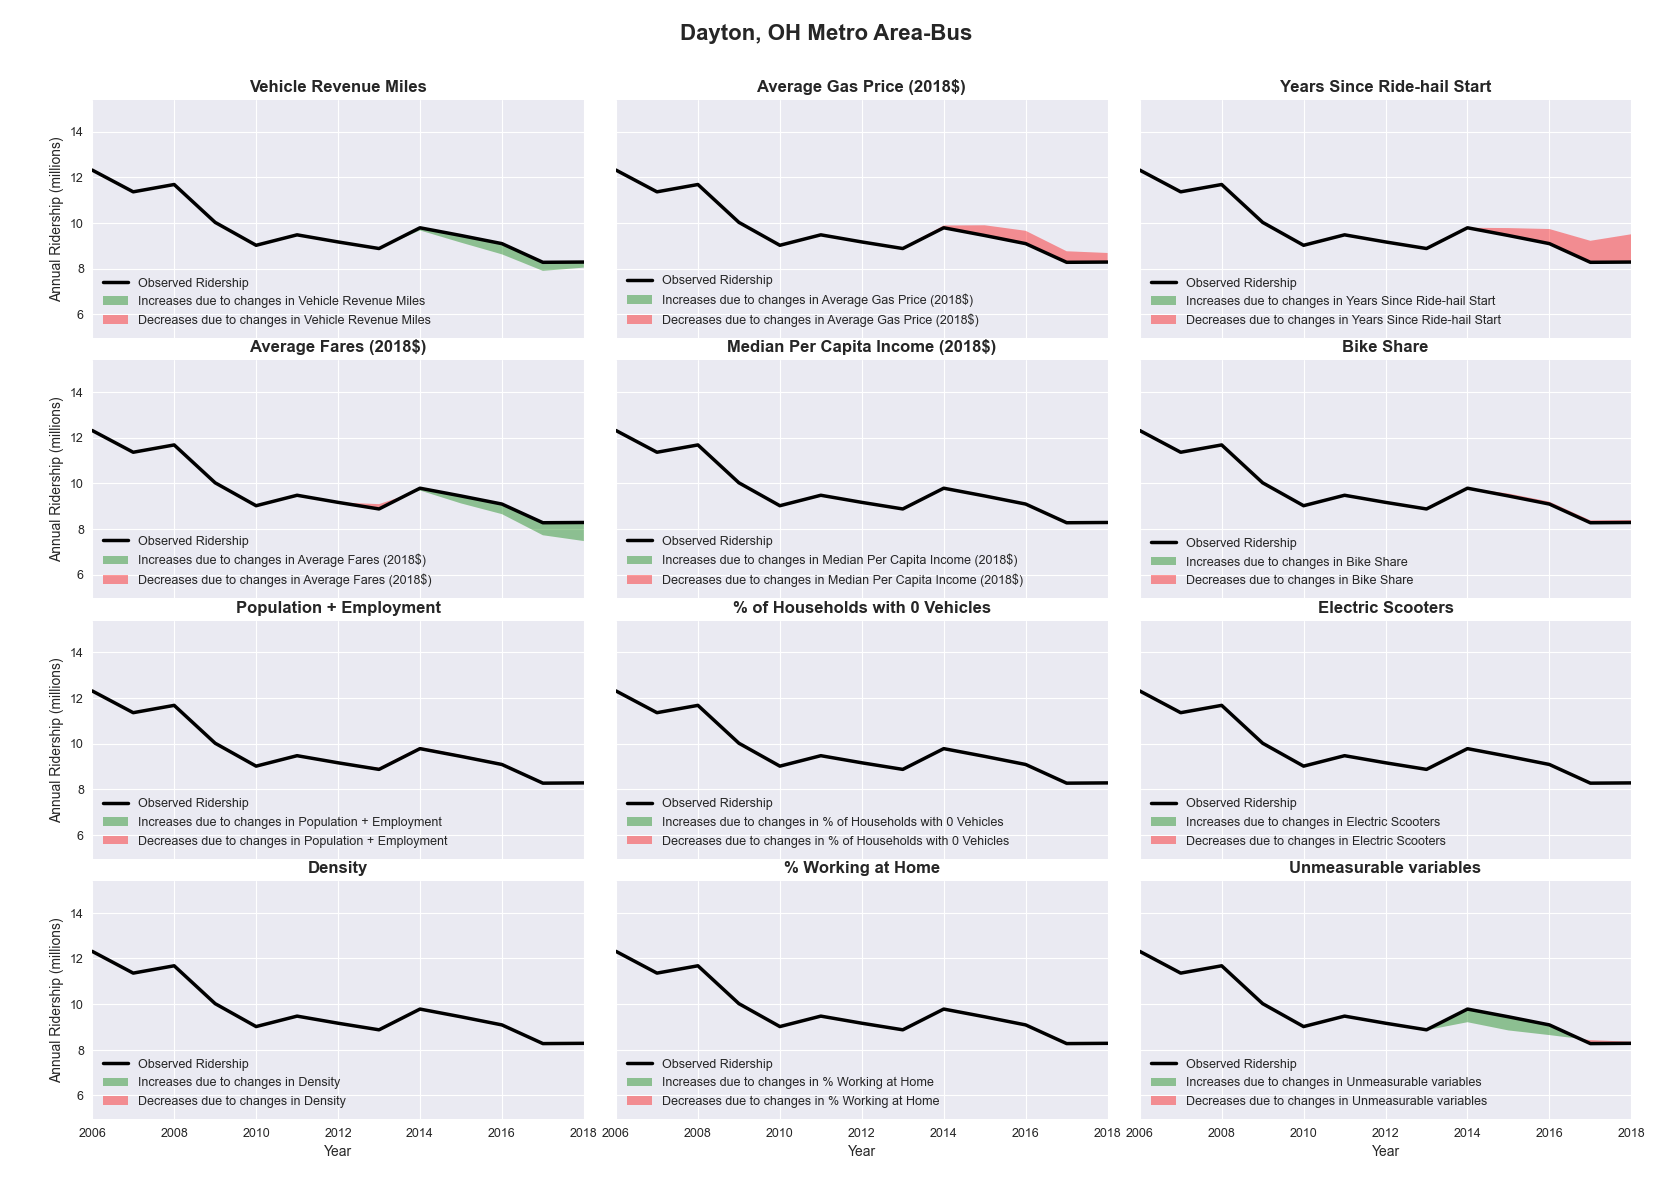 Dayton, OH Metro Area-Bus
Vehicle Revenue Miles
Annual Ridership (millions)
14
12
10
8
6
Observed Ridership
Increases due to changes in Vehicle Revenue Miles
Decreases due to changes in Vehicle Revenue Miles
Average Gas Price (2018$)
Observed Ridership
Increases due to changes in Average Gas Price (2018$)
Decreases due to changes in Average Gas Price (2018$)
Years Since Ride-hail Start
Observed Ridership
Increases due to changes in Years Since Ride-hail Start
Decreases due to changes in Years Since Ride-hail Start
Average Fares (2018$)
Annual Ridership (millions)
14
12
10
8
6
Observed Ridership
Increases due to changes in Average Fares (2018$)
Decreases due to changes in Average Fares (2018$)
Median Per Capita Income (2018$)
Observed Ridership
Increases due to changes in Median Per Capita Income (2018$)
Decreases due to changes in Median Per Capita Income (2018$)
Bike Share
Observed Ridership
Increases due to changes in Bike Share
Decreases due to changes in Bike Share
Population + Employment
Annual Ridership (millions)
14
12
10
8
6
Observed Ridership
Increases due to changes in Population + Employment
Decreases due to changes in Population + Employment
% of Households with 0 Vehicles
Observed Ridership
Increases due to changes in % of Households with 0 Vehicles
Decreases due to changes in % of Households with 0 Vehicles
Electric Scooters
Observed Ridership
Increases due to changes in Electric Scooters
Decreases due to changes in Electric Scooters
Density
Annual Ridership (millions)
14
12
10
8
6
Observed Ridership
Increases due to changes in Density
Decreases due to changes in Density
2006 2008 2010 2012 2014 2016 2018
Year
% Working at Home
Observed Ridership
Increases due to changes in % Working at Home
Decreases due to changes in % Working at Home
2006 2008 2010 2012 2014 2016 2018
Year
Unmeasurable variables
Observed Ridership
Increases due to changes in Unmeasurable variables
Decreases due to changes in Unmeasurable variables
2006 2008 2010 2012 2014 2016 2018
Year